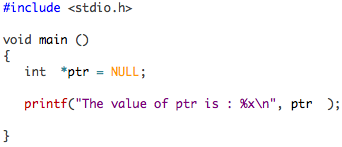 #include <stdio.h>
void main ()
{
int  *ptr = NULL;
printf("The value of ptr is : %x\n", ptr  );
}